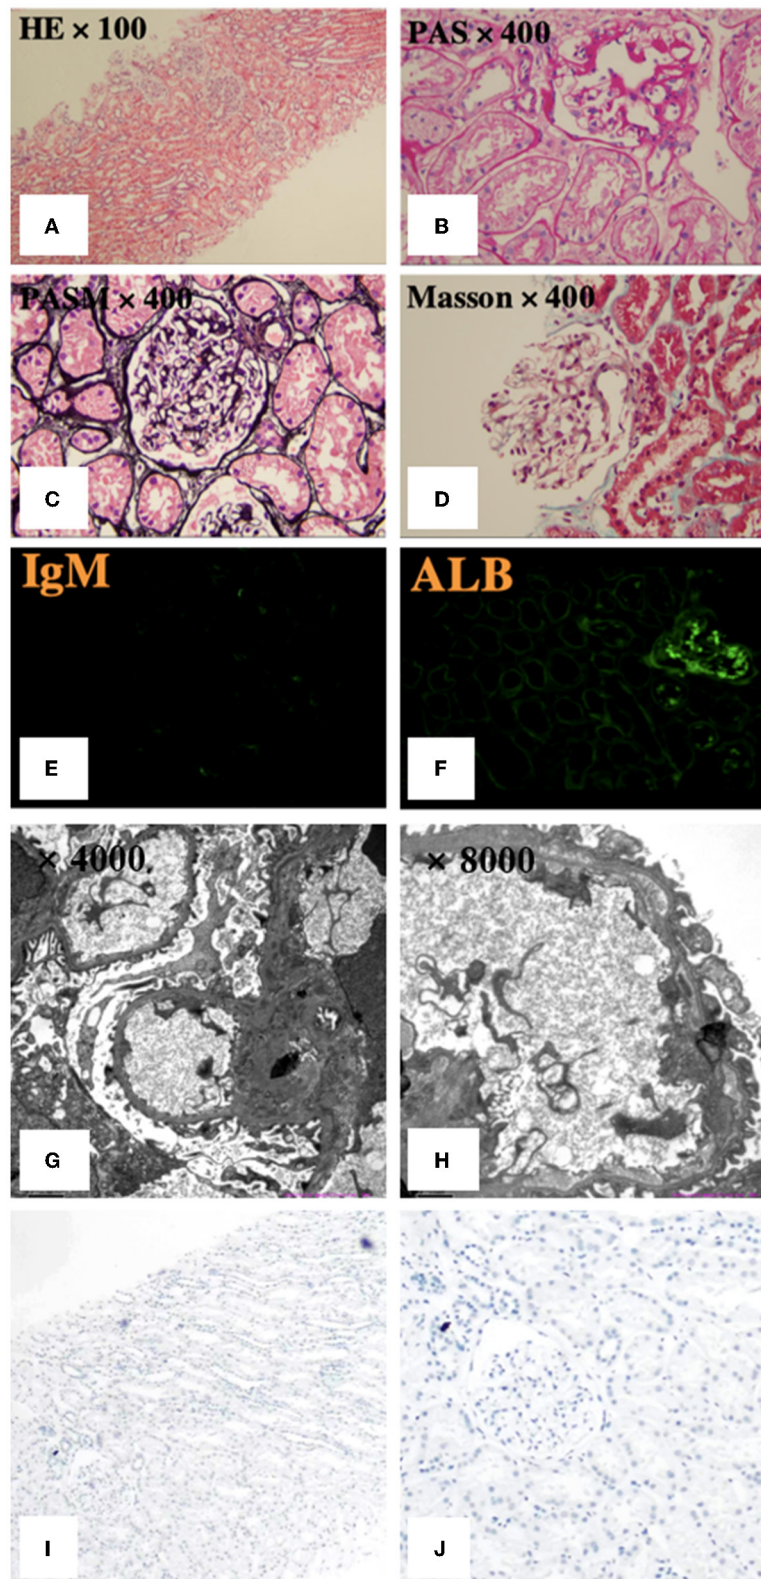 HE × 100
PAS × 400
A
B
PASM × 400
Masson × 400
C
D
IgM
ALB
E
F
× 4000
× 8000
G
H
I
J